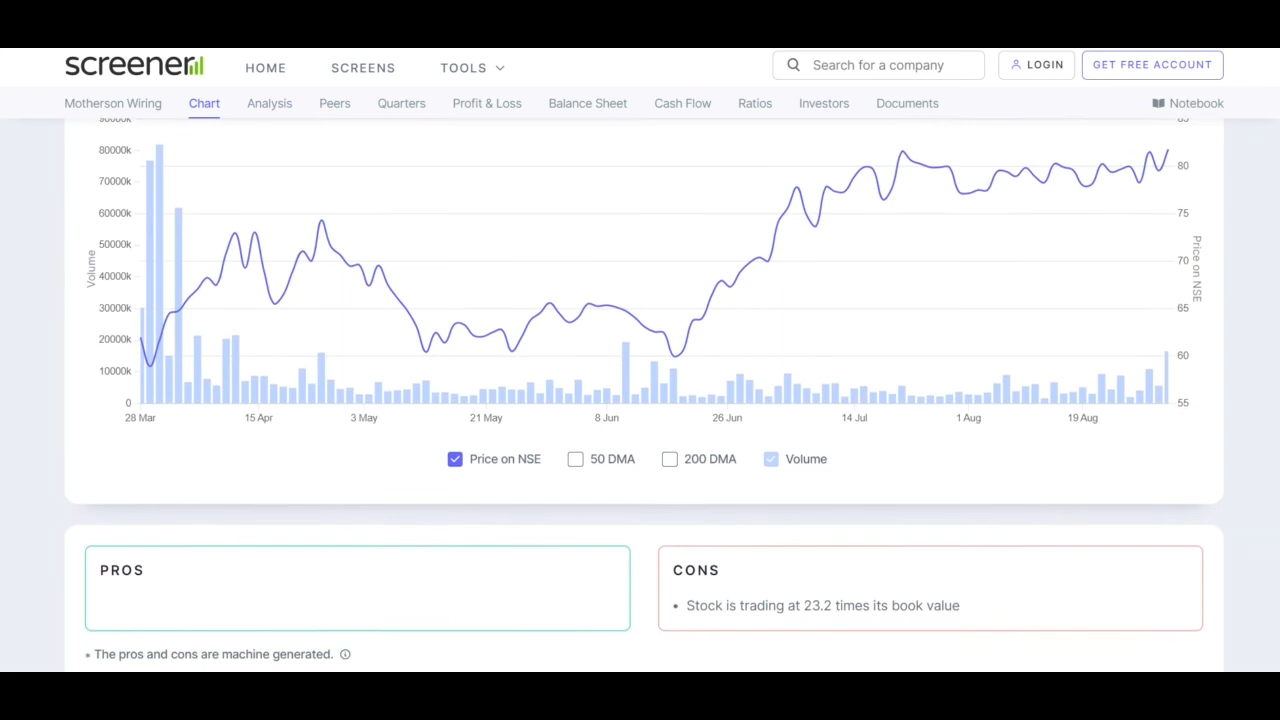 screener
HOME SCREENS TOOLS
Search for a company
LOGIN
GET FREE ACCOUNT
Motherson Wiring Chart Analysis Peers Quarters Profit & Loss Balance Sheet Cash Flow Ratios Investors Documents Notebook
90000k 85
80000k 80
70000k
60000k 75
50000k
Volume
40000k 70
Price on NSE
30000k 65
20000k
10000k 60
0 55
28 Mar 15 Apr 3 May 21 May 8 Jun 26 Jun 14 Jul 1 Aug 19 Aug
Price on NSE 50 DMA 200 DMA Volume
PROS
CONS
• Stock is trading at 23.2 times its book value
* The pros and cons are machine generated.